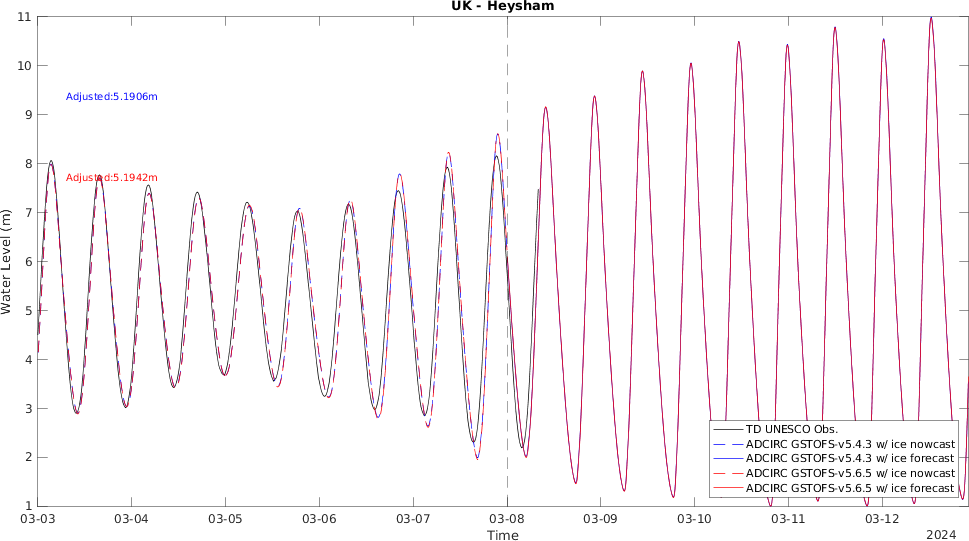 UK - Heysham
11
10
9
8
7
6
5
4
3
2
1
Water Level (m)
Adjusted:5.1906m
Adjusted:5.1942m
TD UNESCO Obs.
ADCIRC GSTOFS-v5.4.3 w/ ice nowcast
ADCIRC GSTOFS-v5.4.3 w/ ice forecast
ADCIRC GSTOFS-v5.6.5 w/ ice nowcast
ADCIRC GSTOFS-v5.6.5 w/ ice forecast
03-03 03-04 03-05 03-06 03-07 03-08 03-09 03-10 03-11 03-12
Time
2024